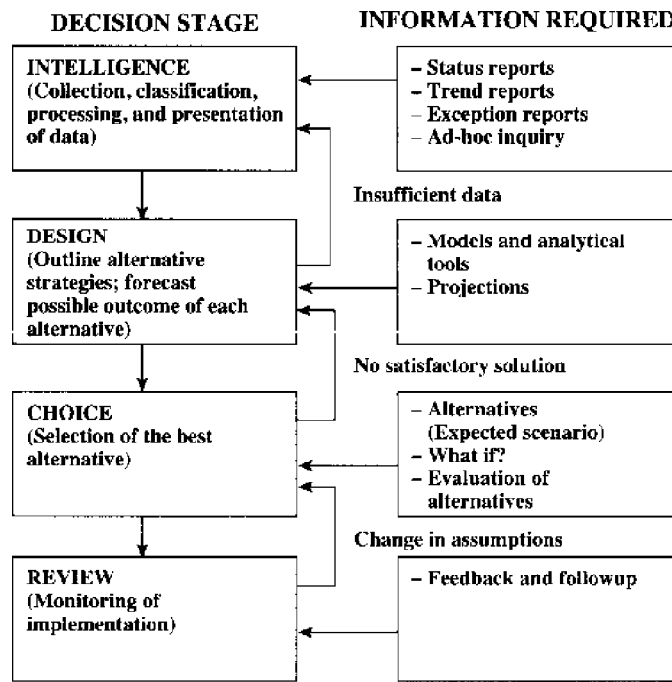 DECISION STAGE
INFORMATION REQUIRED
INTELLIGENCE
(Collection, classification,
processing, and presentation
of data)
– Status reports
– Trend reports
– Exception reports
– Ad-hoc inquiry
Insufficient data
DESIGN
(Outline alternative
strategies; forecast
possible outcome of each
alternative)
– Models and analytical
tools
– Projections
No satisfactory solution
CHOICE
(Selection of the best
alternative)
– Alternatives
(Expected scenario)
– What if?
– Evaluation of
alternatives
Change in assumptions
REVIEW
(Monitoring of
implementation)
– Feedback and followup